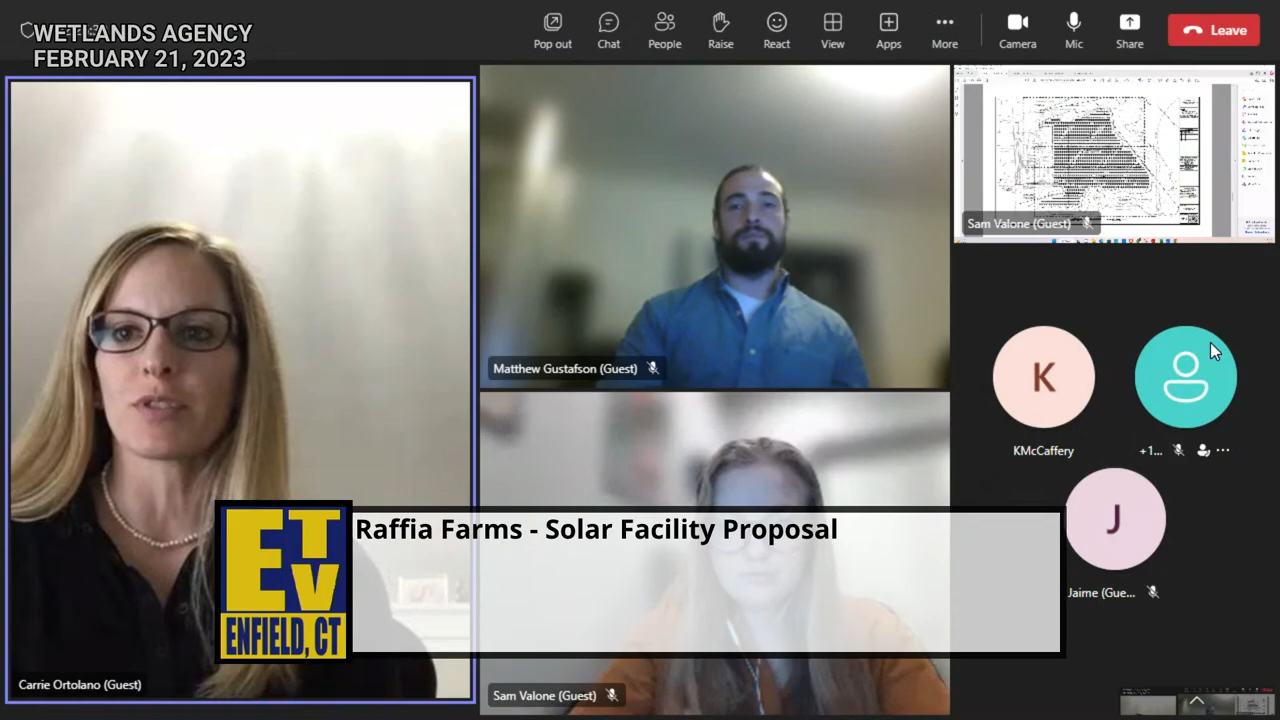 WETLANDS AGENCY
FEBRUARY 21, 2023
Pop out
Chat
People
Raise
React
View
Apps
More
Camera
Mic
Share
Leave
Sam Valone (Guest)
Matthew Gustafson (Guest)
K
KMcCaffery
+1...
J
Jaime (Gue...
Raffia Farms - Solar Facility Proposal
ETV
ENFIELD, CT
Carrie Ortolano (Guest)
Sam Valone (Guest)